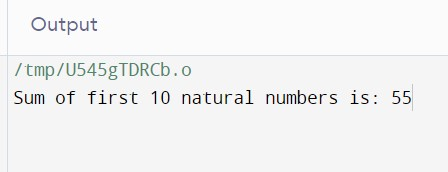 Output
/tmp/U545gTDRCb.o
Sum of first 10 natural numbers is: 55